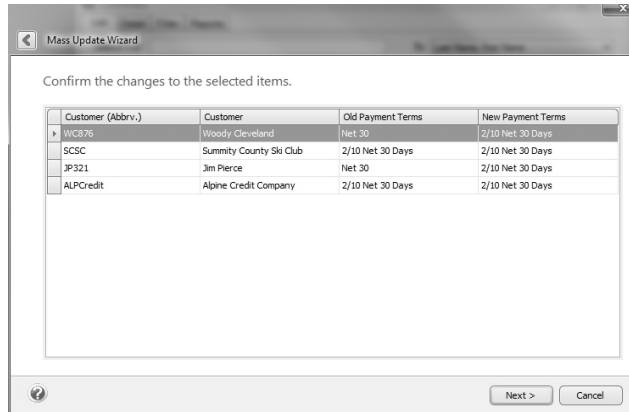 Mass Update Wizard
Confirm the changes to the selected items.
Customer (Abbrv.) Customer Old Payment Terms New Payment Terms
WC876 Woody Cleveland Net 30 2/10 Net 30 Days
SCSC Summity County Ski Club 2/10 Net 30 Days 2/10 Net 30 Days
JP321 Jim Pierce Net 30 2/10 Net 30 Days
ALPCredit Alpine Credit Company 2/10 Net 30 Days 2/10 Net 30 Days
Next > Cancel